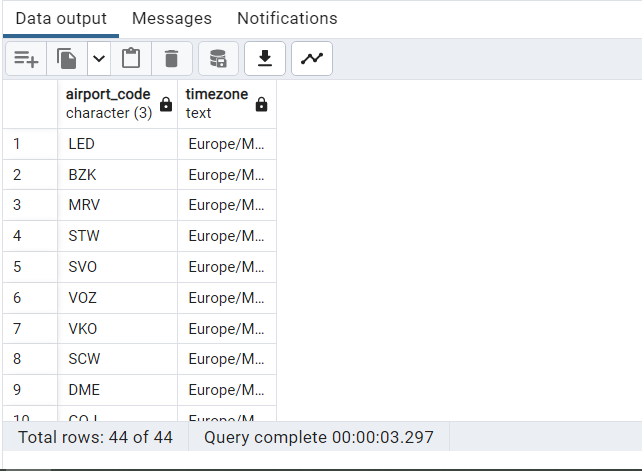 Data output Messages Notifications
airport_code timezone
character (3) text
1 LED Europe/M...
2 BZK Europe/M...
3 MRV Europe/M...
4 STW Europe/M...
5 SVO Europe/M...
6 VOZ Europe/M...
7 VKO Europe/M...
8 SCW Europe/M...
9 DME Europe/M...
10 Europe/M...
Total rows: 44 of 44 Query complete 00:00:03.297